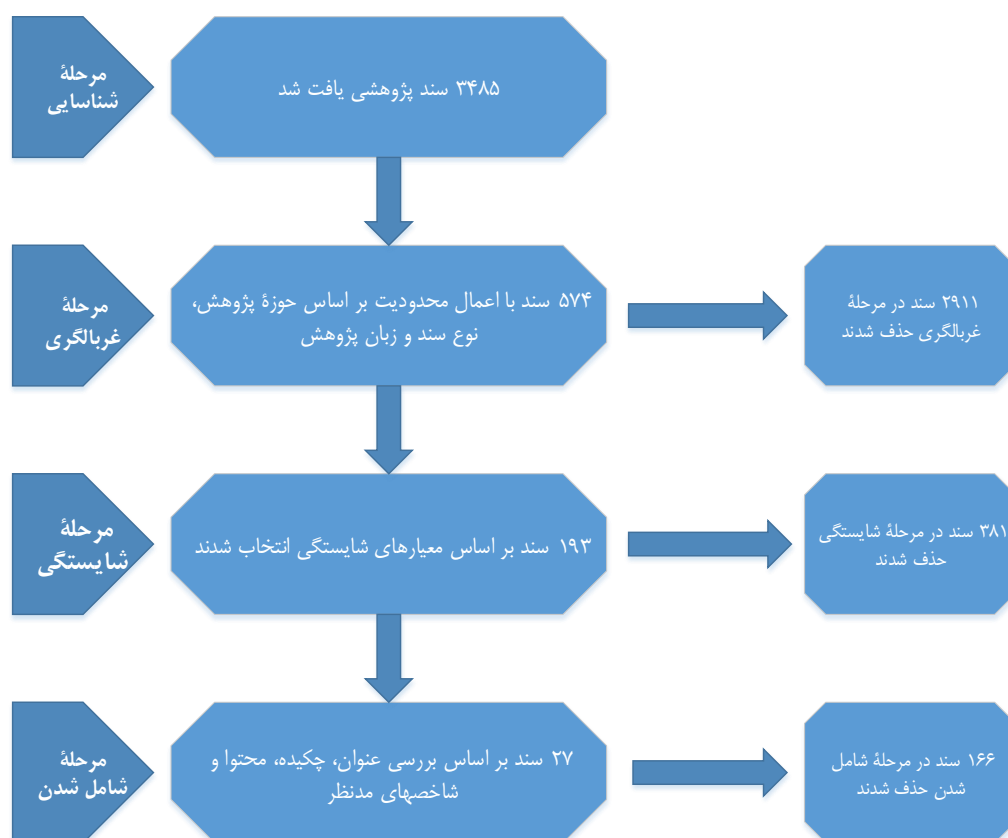 مرحلهٔ
شناسایی
۳۴۸۵ سند پژوهشی یافت شد
مرحلهٔ
غربالگری
۵۷۴ سند با اعمال محدودیت بر اساس حوزهٔ پژوهش،
نوع سند و زبان پژوهش
۲۹۱۱ سند در مرحلهٔ
غربالگری حذف شدند
مرحلهٔ
شایستگی
۱۹۳ سند بر اساس معیارهای شایستگی انتخاب شدند
۳۸۱ سند در مرحلهٔ شایستگی
حذف شدند
مرحلهٔ
شامل شدن
۲۷ سند بر اساس بررسی عنوان، چکیده، محتوا و
شاخصهای مدنظر
۱۶۶ سند در مرحلهٔ شامل
شدن حذف شدند